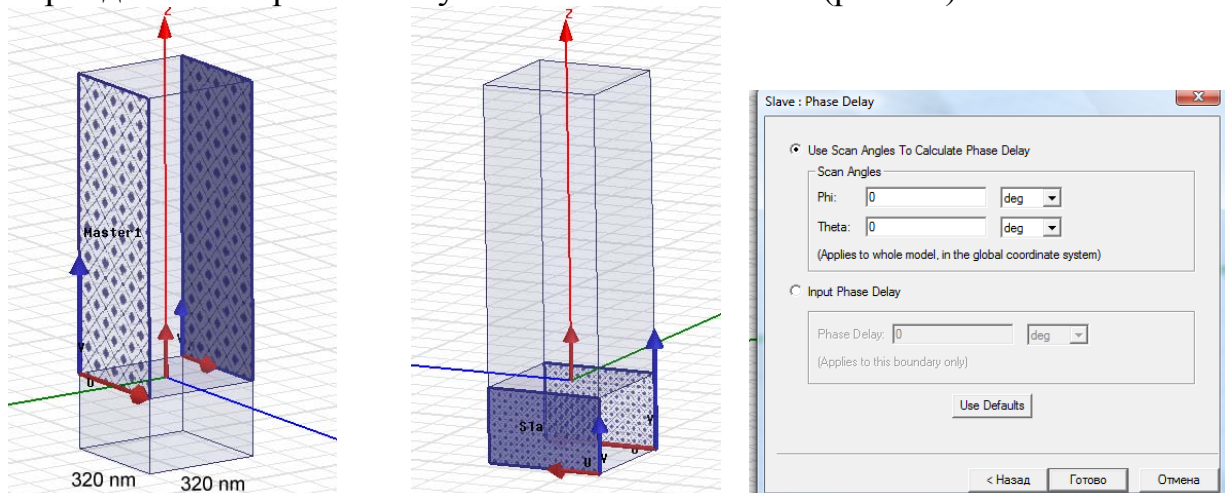 Z
Master1
V
U
320 nm 320 nm
Z
Sla
U V U
V
Slave : Phase Delay
Use Scan Angles To Calculate Phase Delay
Scan Angles
Phi: 0 deg
Theta: 0 deg
(Applies to whole model, in the global coordinate system)
Input Phase Delay
Phase Delay: 0 deg
(Applies to this boundary only)
Use Defaults
< Назад Готово Отмена